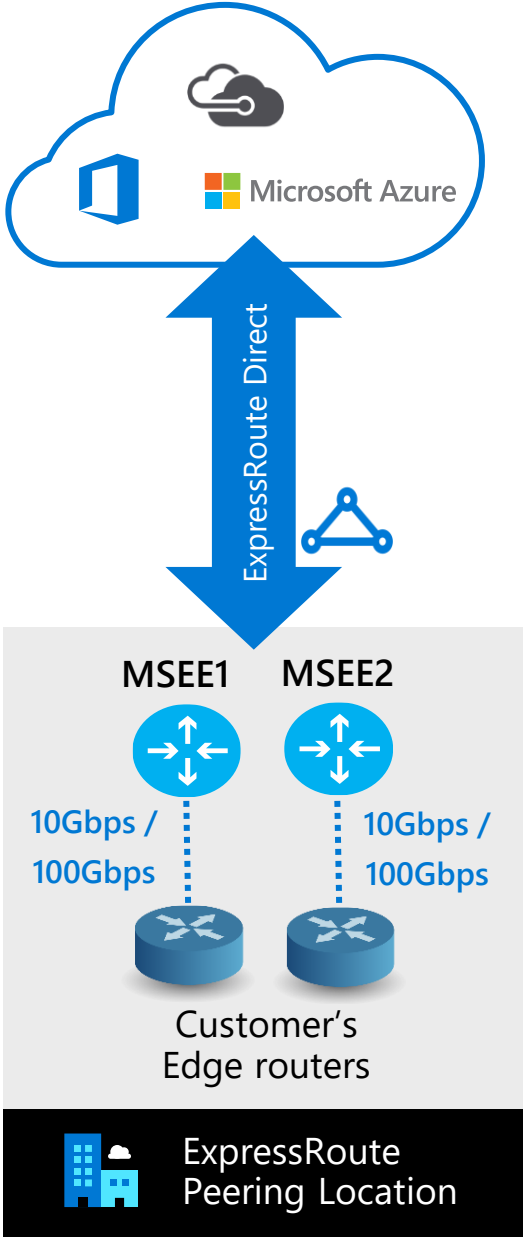 Microsoft Azure
ExpressRoute Direct
MSEE1
MSEE2
10Gbps /
100Gbps
10Gbps /
100Gbps
Customer's
Edge routers
ExpressRoute
Peering Location